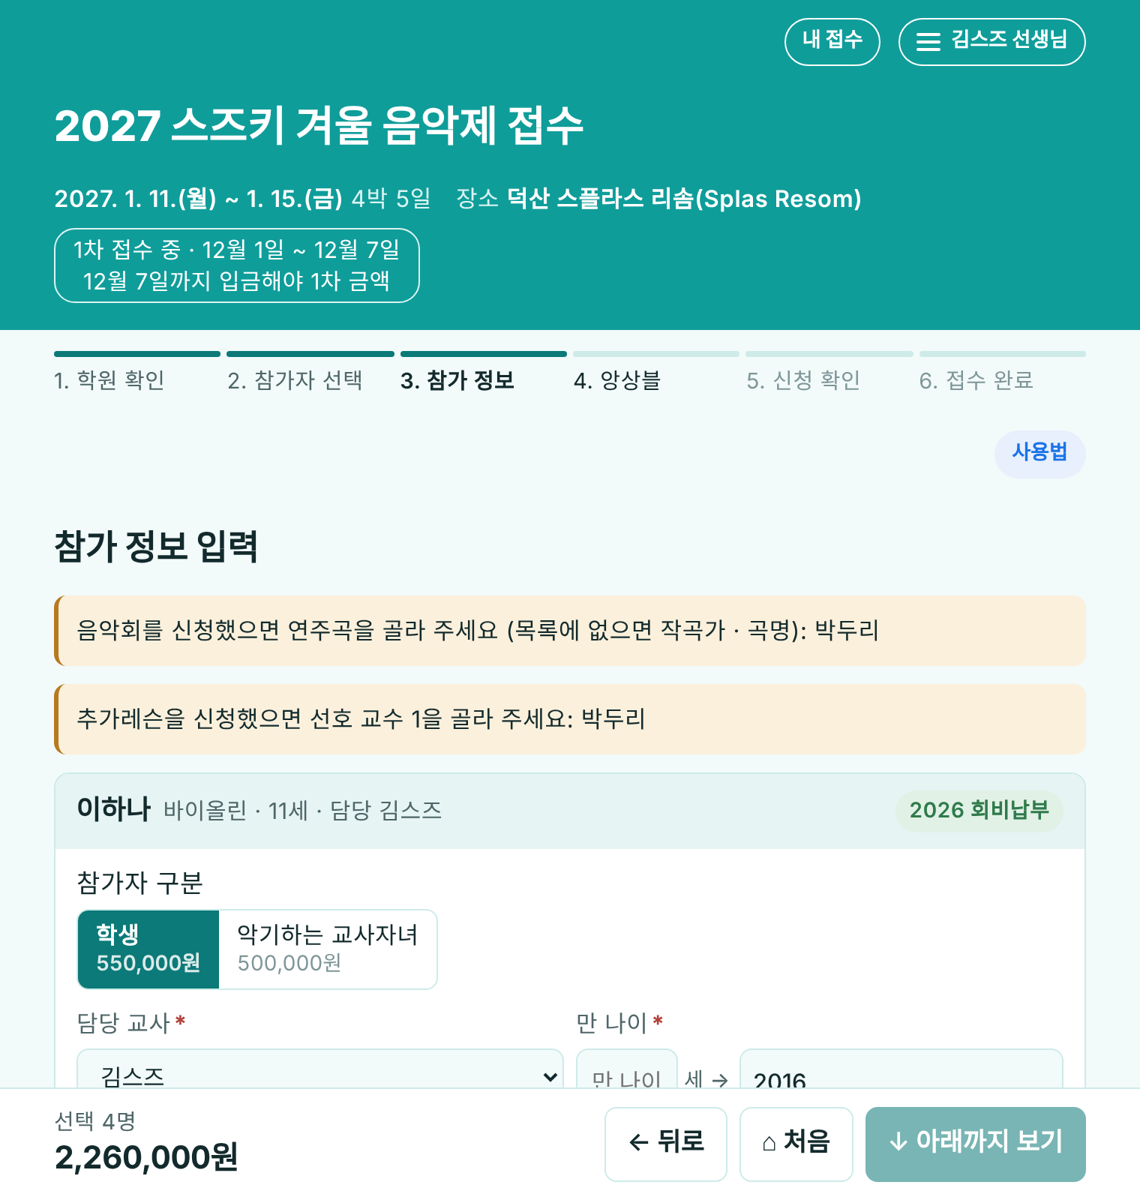 내 접수
김스즈 선생님
2027 스즈키 겨울 음악제 접수
2027. 1. 11.(월) ~ 1. 15.(금) 4박 5일 장소 덕산 스플라스 리솜(Splas Resom)
1차 접수 중 · 12월 1일 ~ 12월 7일
12월 7일까지 입금해야 1차 금액
1. 학원 확인
2. 참가자 선택
3. 참가 정보
4. 앙상블
5. 신청 확인
6. 접수 완료
사용법
참가 정보 입력
음악회를 신청했으면 연주곡을 골라 주세요 (목록에 없으면 작곡가 · 곡명): 박두리
추가레슨을 신청했으면 선호 교수 1을 골라 주세요: 박두리
이하나 바이올린 · 11세 · 담당 김스즈
2026 회비납부
참가자 구분
학생
550,000원
악기하는 교사자녀
500,000원
담당 교사 *
만 나이 *
김스즈
만 나이 세 → 2016
선택 4명
2,260,000원
← 뒤로
⌂ 처음
↓ 아래까지 보기